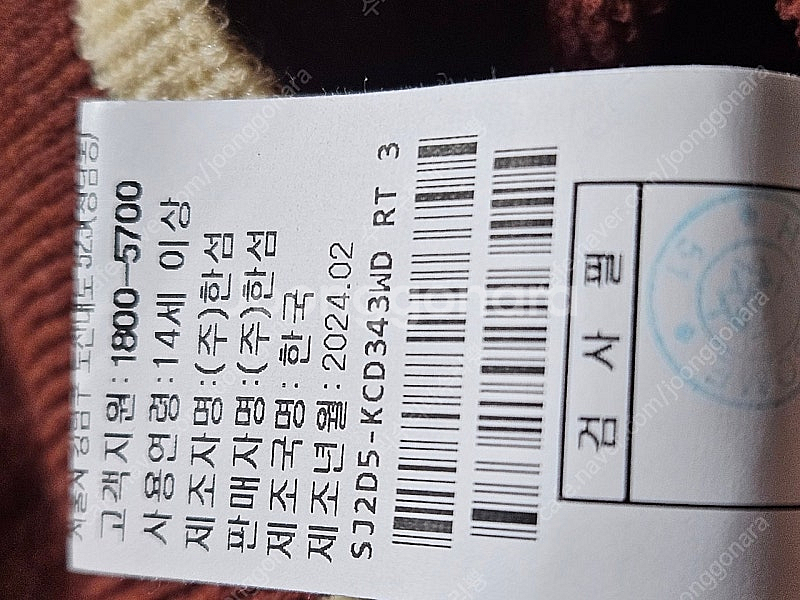 고객지원:1800-5700
사용연령:14세 이상
제조자명:(주)한섬
판매자명:(주)한섬
제조국명:한국
제조년월:2024.02
SJ2D5-KCD343WD RT 3
검 사 필
joonggonara